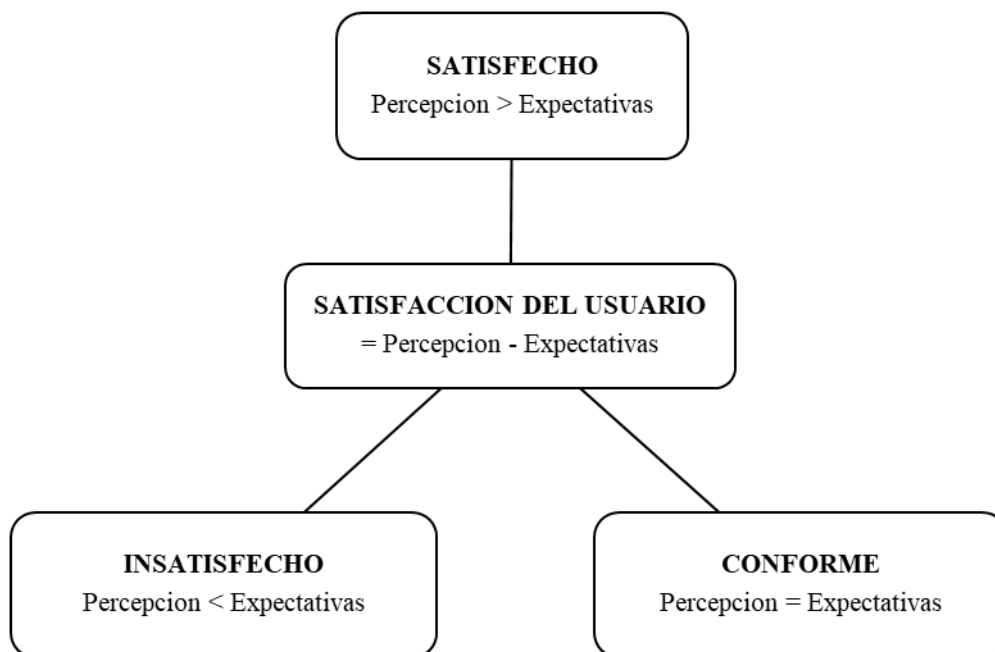 SATISFECHO
Percepcion > Expectativas
SATISFACCION DEL USUARIO
= Percepcion - Expectativas
INSATISFECHO
Percepcion < Expectativas
CONFORME
Percepcion = Expectativas